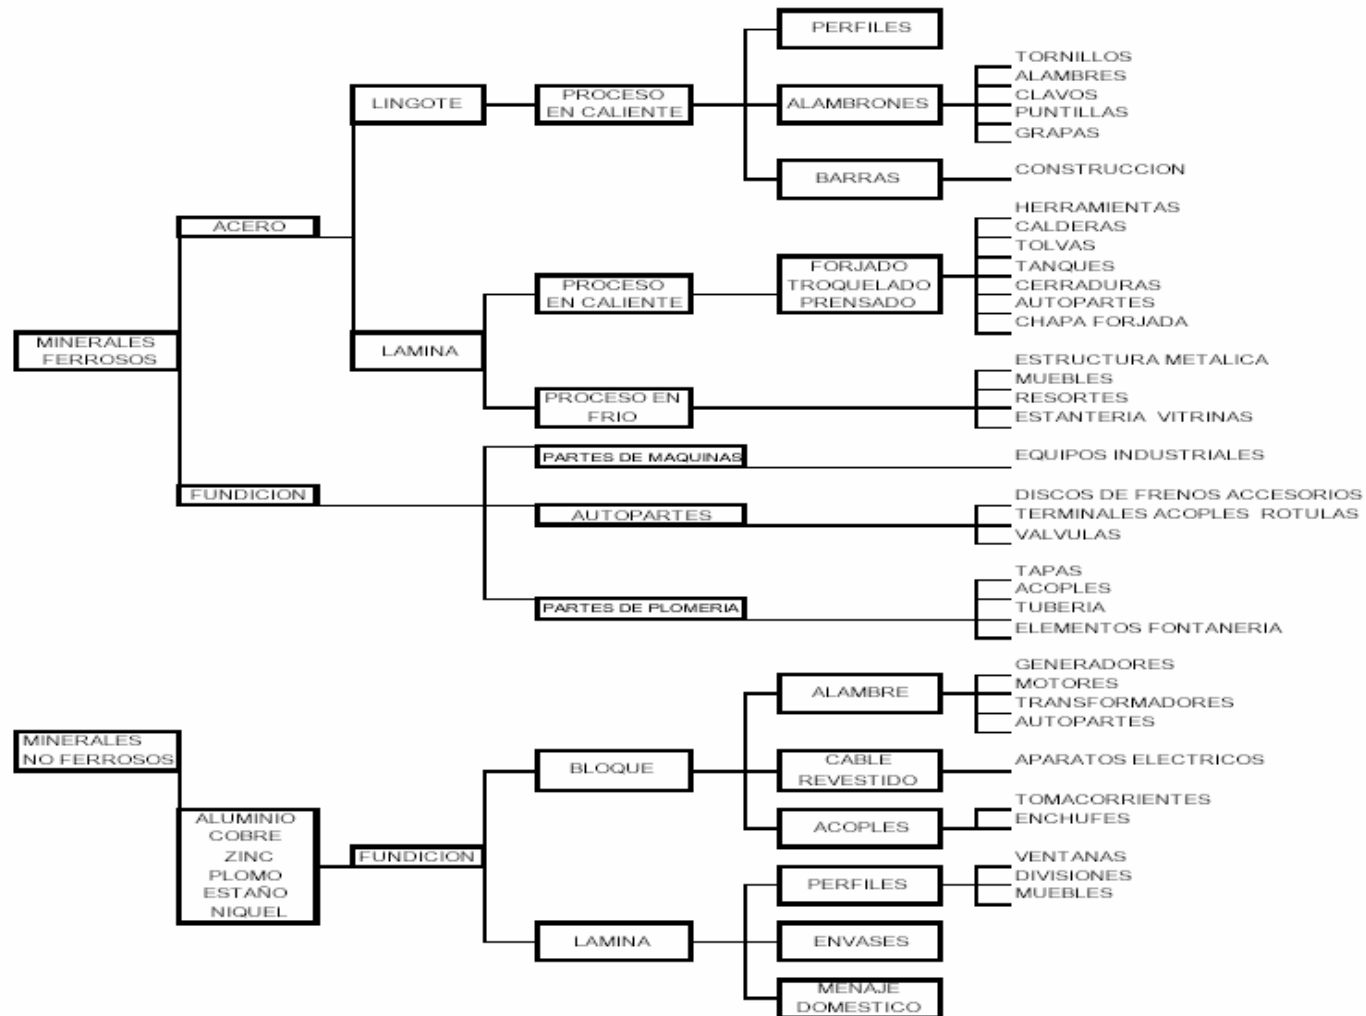 PERFILES
TORNILLOS
ALAMBRES
CLAVOS
PUNTILLAS
GRAPAS
LINGOTE
PROCESO
EN CALIENTE
ALAMBRONES
BARRAS
CONSTRUCCION
ACERO
HERRAMIENTAS
CALDERAS
TOLVAS
TANQUES
CERRADURAS
AUTOPARTES
CHAPA FORJADA
PROCESO
EN CALIENTE
FORJADO
TROQUELADO
PRENSADO
MINERALES
FERROSOS
LAMINA
ESTRUCTURA METALICA
MUEBLES
RESORTES
ESTANTERIA VITRINAS
PROCESO EN
FRIO
PARTES DE MAQUINAS
EQUIPOS INDUSTRIALES
FUNDICION
AUTOPARTES
DISCOS DE FRENOS ACCESORIOS
TERMINALES ACOPLES ROTULAS
VALVULAS
PARTES DE PLOMERIA
TAPAS
ACOPLES
TUBERIA
ELEMENTOS FONTANERIA
MINERALES
NO FERROSOS
ALUMINIO
COBRE
ZINC
PLOMO
ESTAÑO
NIQUEL
FUNDICION
BLOQUE
ALAMBRE
GENERADORES
MOTORES
TRANSFORMADORES
AUTOPARTES
CABLE
REVESTIDO
APARATOS ELECTRICOS
ACOPLES
TOMACORRIENTES
ENCHUFES
LAMINA
PERFILES
VENTANAS
DIVISIONES
MUEBLES
ENVASES
MENAJE
DOMESTICO